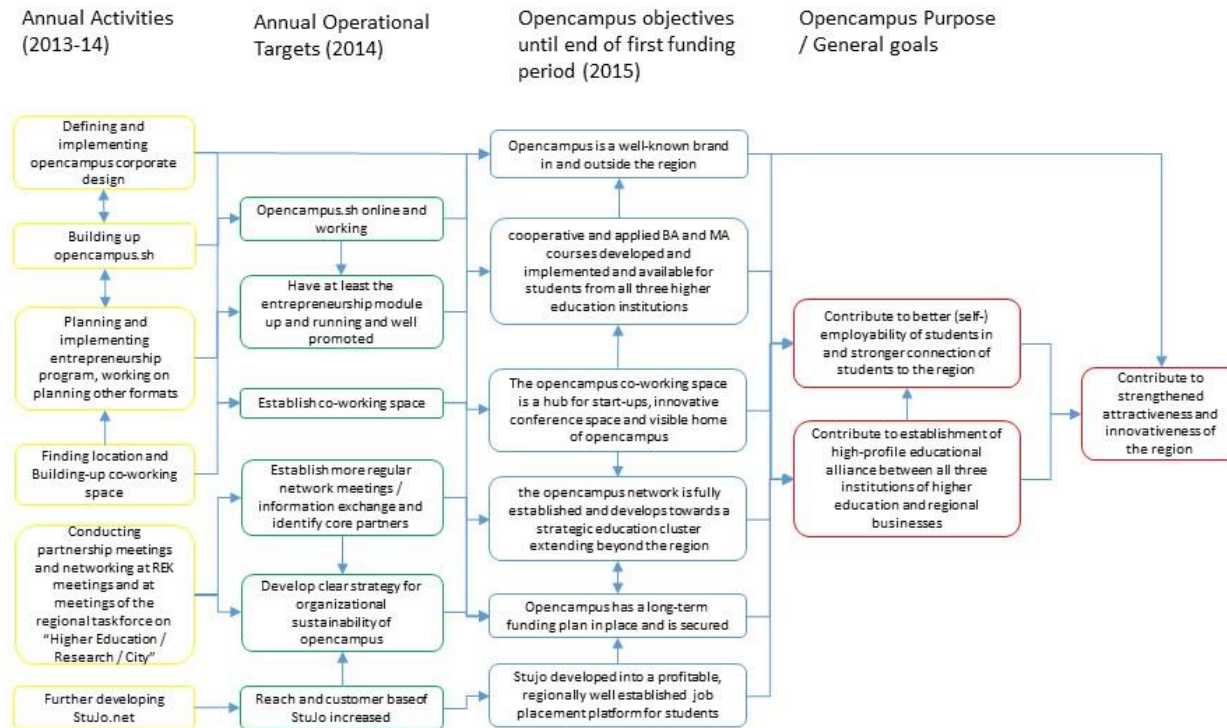 Annual Activities
(2013-14)
Annual Operational
Targets (2014)
Opencampus objectives
until end of first funding
period (2015)
Opencampus Purpose
/ General goals
Defining and
implementing
opencampus corporate
design
Building up
opencampus.sh
Planning and
implementing
entrepreneurship
program, working on
planning other formats
Finding location and
Building-up co-working
space
Conducting
partnership meetings
and networking at REK
meetings and at
meetings of the
regional taskforce on
“Higher Education /
Research / City”
Further developing
StuJo.net
Opencampus.sh online and
working
Have at least the
entrepreneurship module
up and running and well
promoted
Establish co-working space
Establish more regular
network meetings /
information exchange and
identify core partners
Develop clear strategy for
organizational
sustainability of
opencampus
Reach and customer base of
StuJo increased
Opencampus is a well-known brand
in and outside the region
cooperative and applied BA and MA
courses developed and
implemented and available for
students from all three higher
education institutions
The opencampus co-working space
is a hub for start-ups, innovative
conference space and visible home
of opencampus
the opencampus network is fully
established and develops towards a
strategic education cluster
extending beyond the region
Opencampus has a long-term
funding plan in place and is secured
Stujo developed into a profitable,
regionally well established job
placement platform for students
Contribute to better (self-)
employability of students in
and stronger connection of
students to the region
Contribute to establishment of
high-profile educational
alliance between all three
institutions of higher
education and regional
businesses
Contribute to
strengthened
attractiveness and
innovativeness of
the region